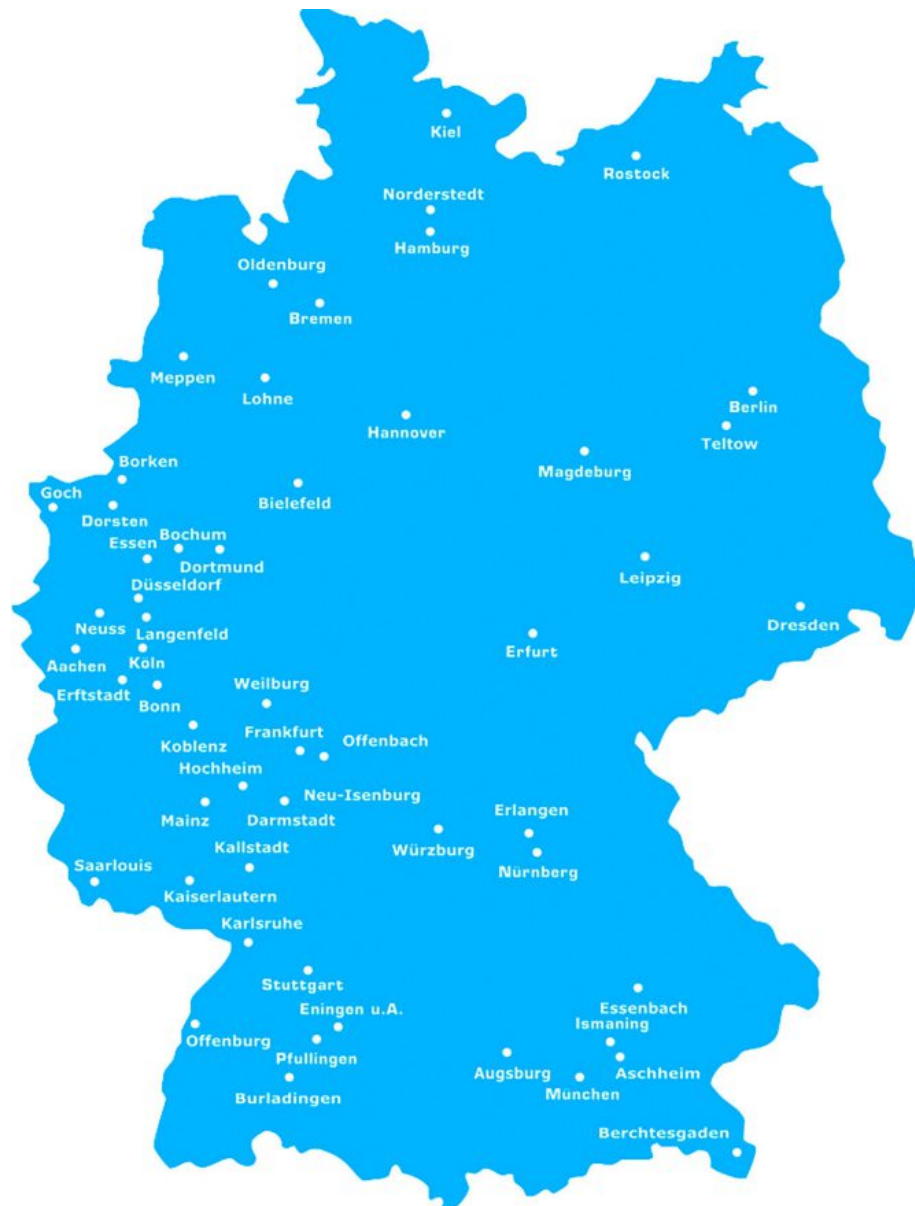 Kiel
Rostock
Norderstedt
Hamburg
Oldenburg
Bremen
Meppen
Lohne
Berlin
Hannover
Teltow
Magdeburg
Borken
Goch
Bielefeld
Dorsten
Bochum
Essen
Dortmund
Leipzig
Düsseldorf
Dresden
Neuss
Langenfeld
Erfurt
Aachen
Köln
Weilburg
Erftstadt
Bonn
Frankfurt
Offenbach
Koblenz
Hochheim
Neu-Isenburg
Mainz
Darmstadt
Erlangen
Würzburg
Kallstadt
Saarlouis
Nürnberg
Kaiserlautern
Karlsruhe
Stuttgart
Essenbach
Eningen u.A.
Ismaning
Offenburg
Pfullingen
Augsburg
Aschheim
München
Burladingen
Berchtesgaden